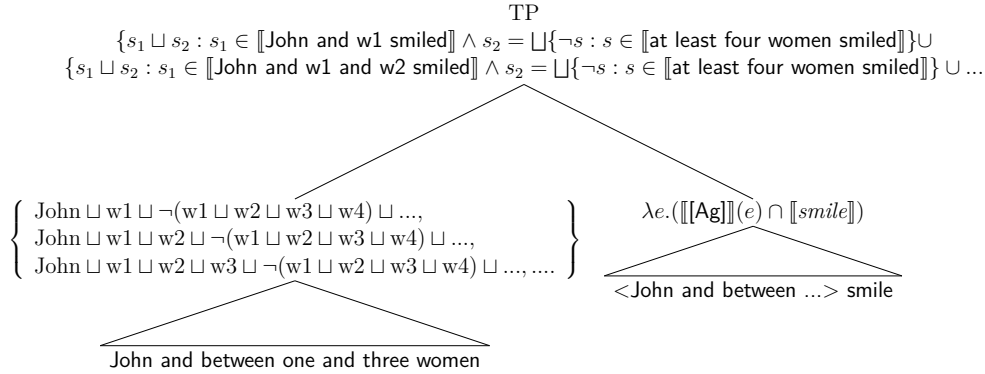 TP
{s₁ ⊔ s₂ : s₁ ∈ ⟦John and w1 smiled⟧ ∧ s₂ = ⨆{¬s : s ∈ ⟦at least four women smiled⟧}∪
{s₁ ⊔ s₂ : s₁ ∈ ⟦John and w1 and w2 smiled⟧ ∧ s₂ = ⨆{¬s : s ∈ ⟦at least four women smiled⟧} ∪ ...
John ⊔ w1 ⊔ ¬(w1 ⊔ w2 ⊔ w3 ⊔ w4) ⊔ ...,
John ⊔ w1 ⊔ w2 ⊔ ¬(w1 ⊔ w2 ⊔ w3 ⊔ w4) ⊔ ...,
John ⊔ w1 ⊔ w2 ⊔ w3 ⊔ ¬(w1 ⊔ w2 ⊔ w3 ⊔ w4) ⊔ ..., ....
λe.(⟦[Ag]⟧(e) ∩ ⟦smile⟧)
<John and between ...> smile
John and between one and three women